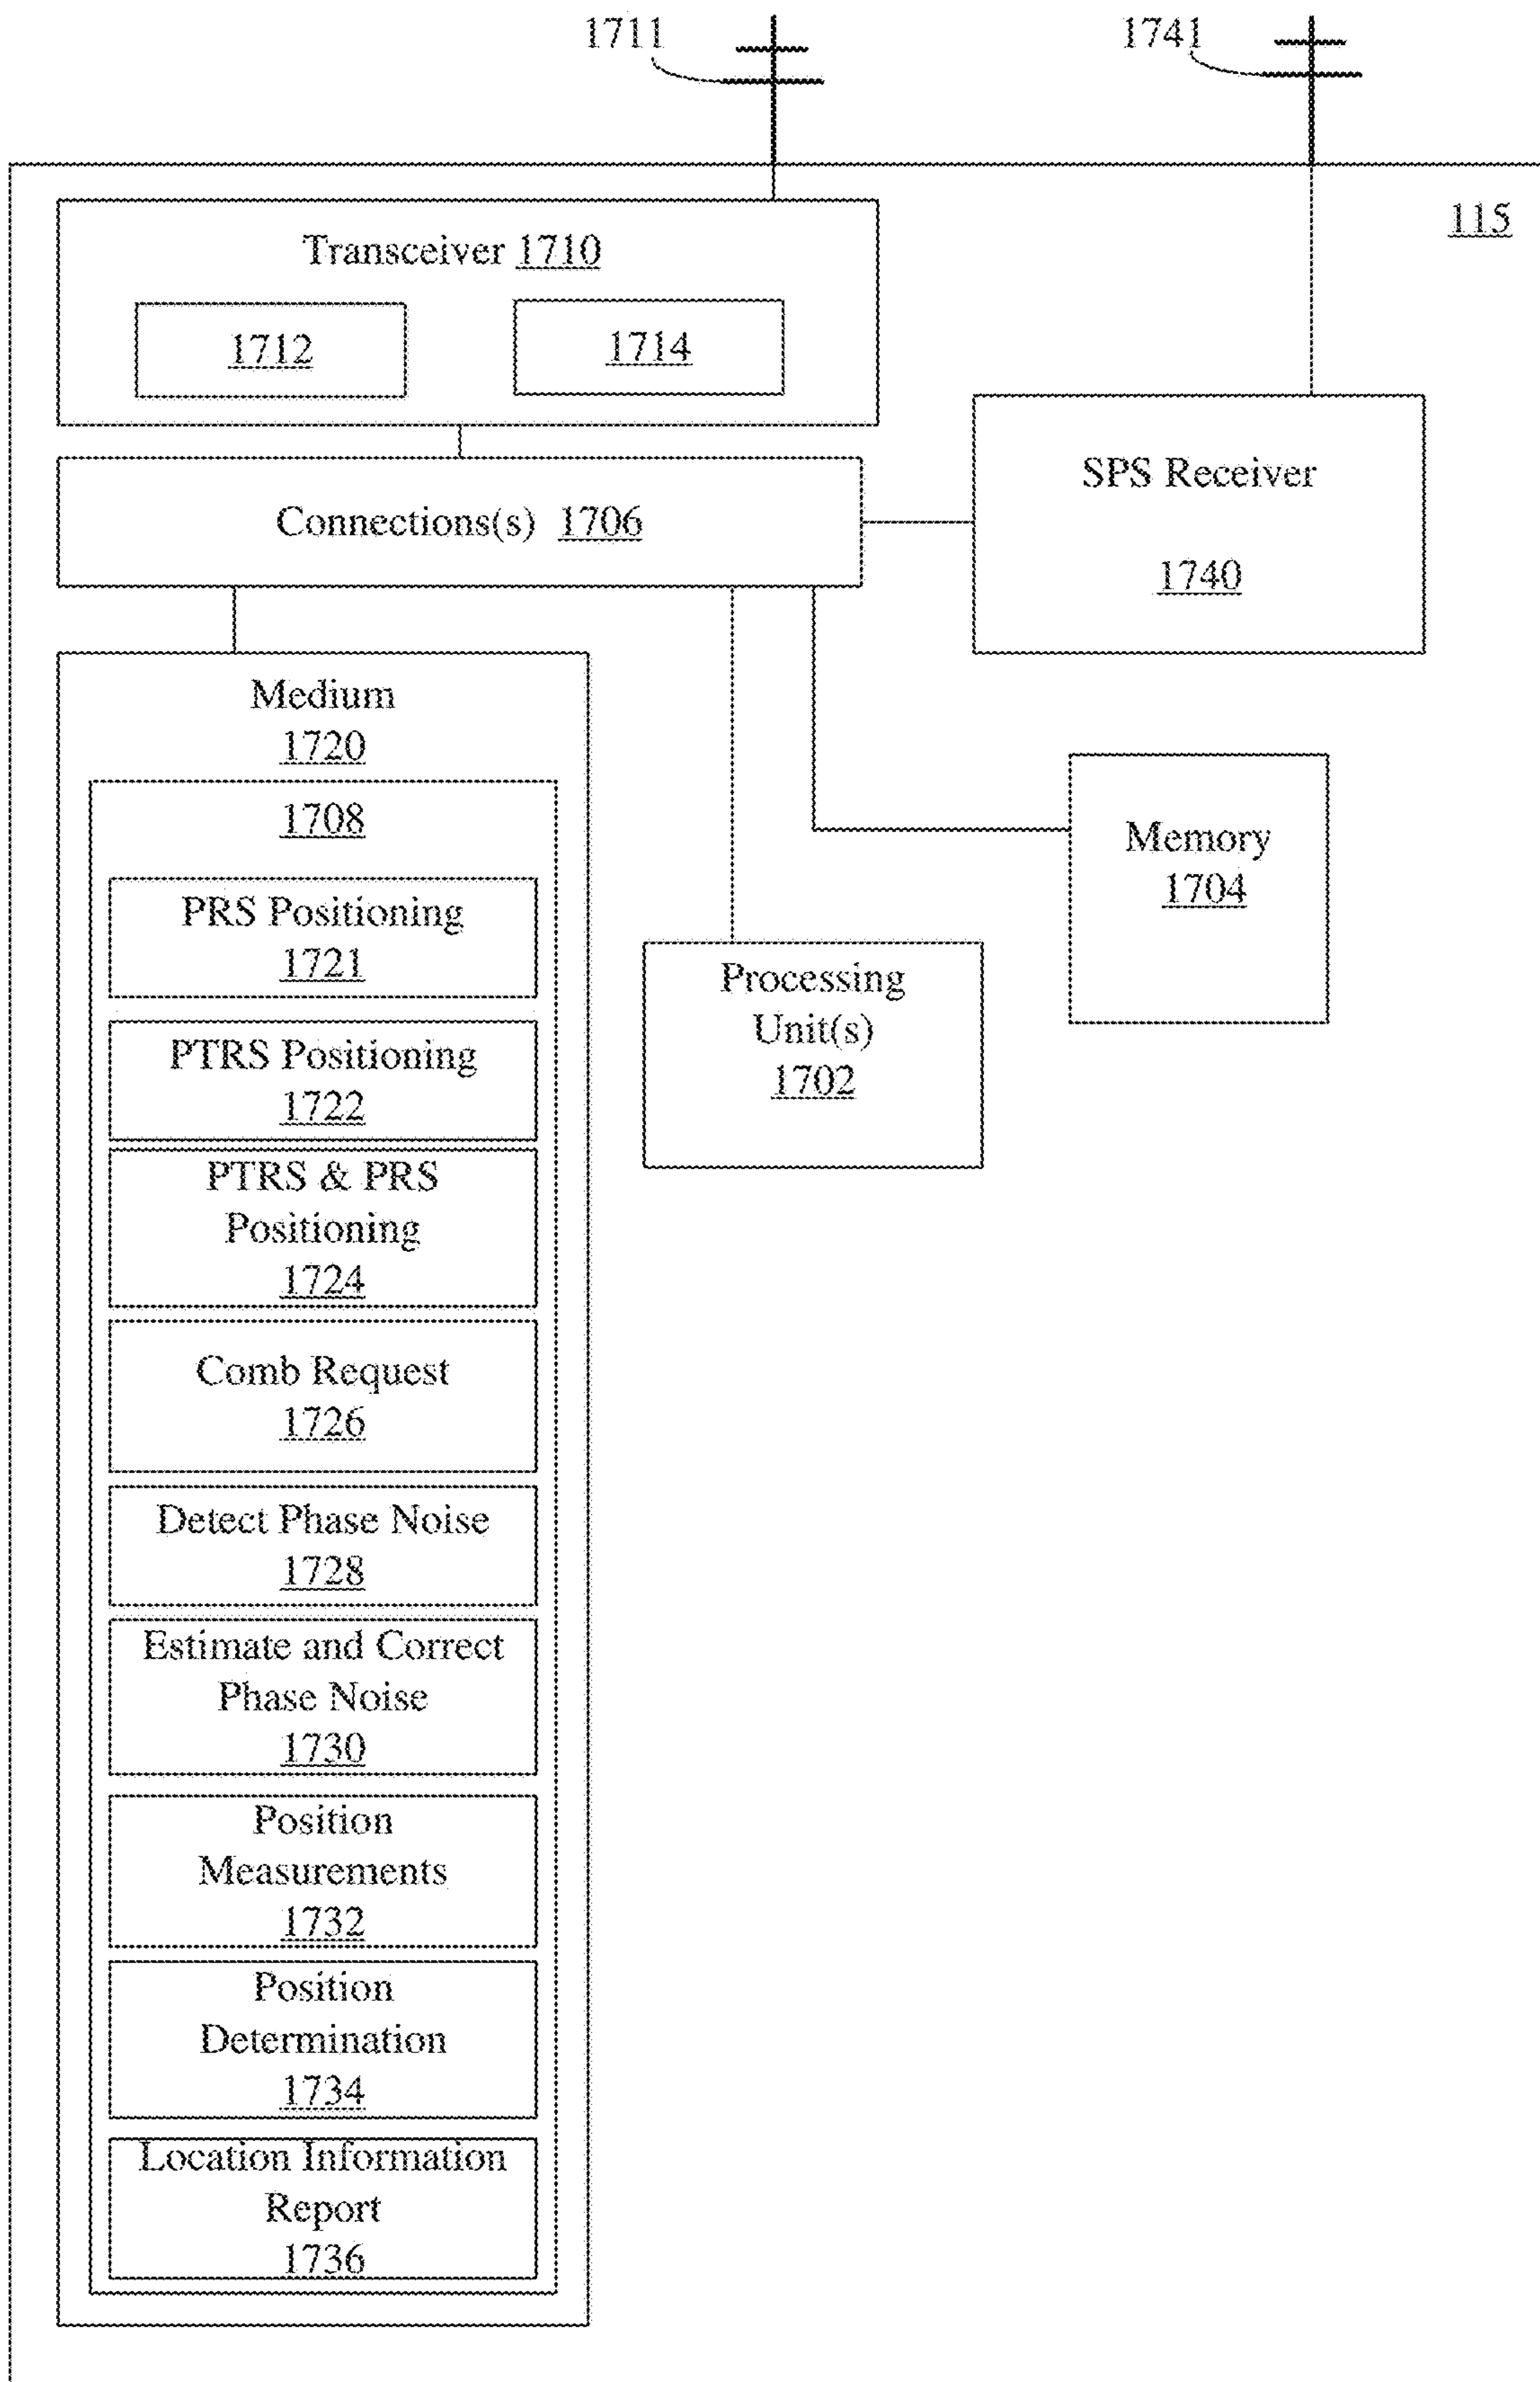 1711
1741
115
Transceiver 1710
1712
1714
SPS Receiver
1740
Connections(s) 1706
Medium
1720
1708
PRS Positioning
1721
PTRS Positioning
1722
PTRS & PRS
Positioning
1724
Comb Request
1726
Detect Phase Noise
1728
Estimate and Correct
Phase Noise
1730
Position
Measurements
1732
Position
Determination
1734
Location Information
Report
1736
Processing
Unit(s)
1702
Memory
1704